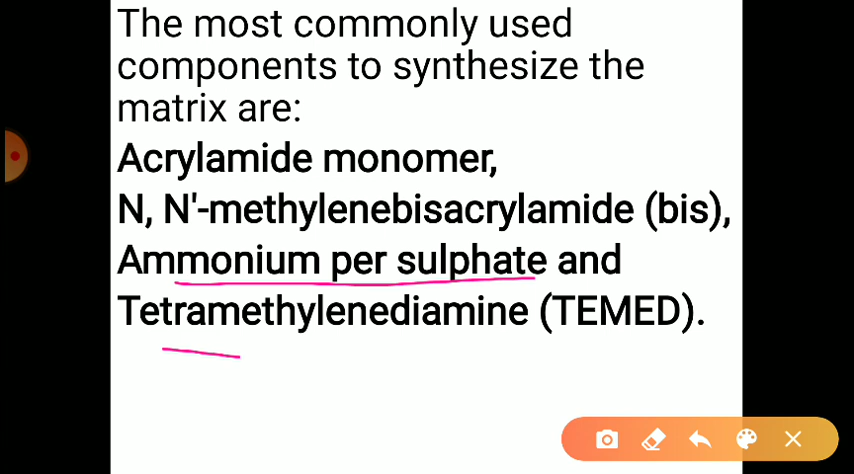 The most commonly used
components to synthesize the
matrix are:
Acrylamide monomer,
N, N'-methylenebisacrylamide (bis),
Ammonium per sulphate and
Tetramethylenediamine (TEMED).